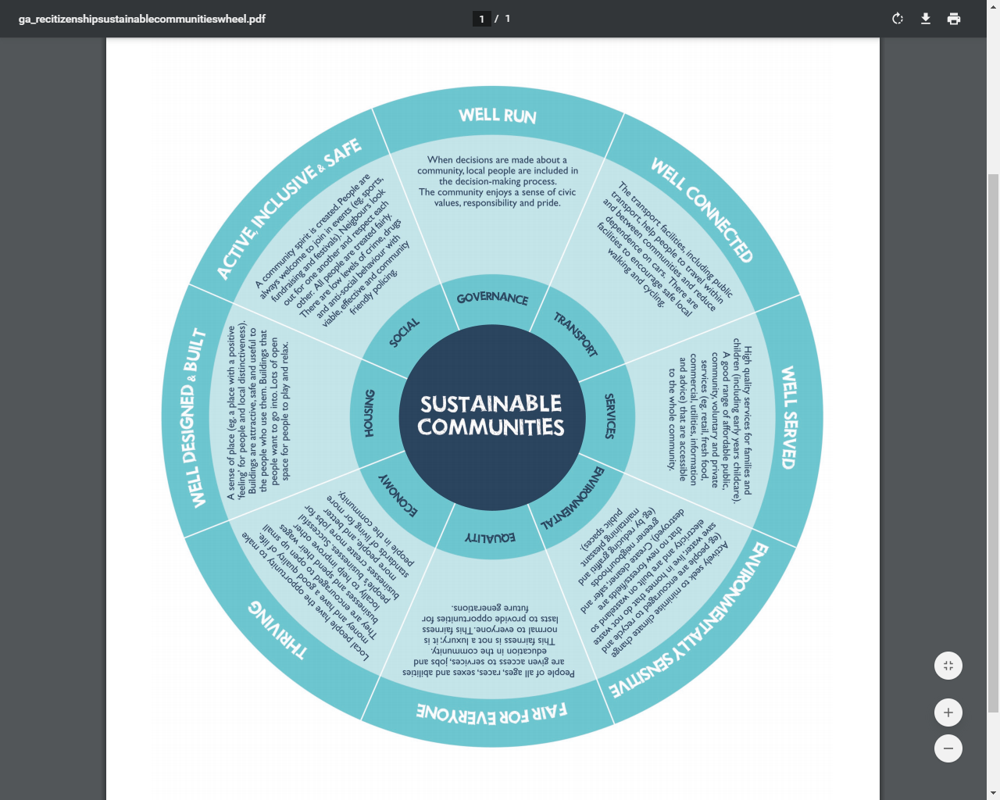 ga_recitizenshipsustainablecommunitieswheel.pdf
1 / 1
WELL RUN
When decisions are made about a
community, local people are included in
the decision-making process.
The community enjoys a sense of civic
values, responsibility and pride.
GOVERNANCE
WELL CONNECTED
The transport facilities, including public
transport, help people to travel within
and between communities and reduce
dependence on cars. There are
facilities to encourage safe local
walking and cycling.
TRANSPORT
WELL SERVED
High quality services for families and
children (including early years childcare).
A good range of affordable public,
community, voluntary and private
services (eg. retail, fresh food,
commercial, utilities, information
and advice) that are accessible
to the whole community.
SERVICES
ENVIRONMENTALLY SENSITIVE
Actively seek to minimise climate change
(eg. people are encouraged to recycle and
save water, live in homes that do not waste
electricity and are built on wasteland so
that no new forests/fields are
destroyed). Create cleaner, safer and
greener neighbourhoods
(eg. by reducing graffiti and
maintaining pleasant
public spaces).
ENVIRONMENTAL
FAIR FOR EVERYONE
People of all ages, races, sexes and abilities
are given access to services, jobs and
education in the community.
This fairness is not a luxury; it is
normal to everyone. This fairness
lasts to provide opportunities for
future generations.
EQUALITY
THRIVING
Local people have the opportunity to make
money and have a good quality of life.
They are encouraged to open up small
businesses and spend their wages
locally to help improve other
people's businesses. Successful
businesses create more jobs for
more people, and better
standards of living for more
people in the community.
ECONOMY
WELL DESIGNED & BUILT
A sense of place (eg. a place with a positive
'feeling' for people and local distinctiveness).
Buildings are attractive, safe and useful to
the people who use them. Buildings that
people want to go into. Lots of open
space for people to play and relax.
HOUSING
ACTIVE, INCLUSIVE & SAFE
A community spirit is created. People are
always welcome to join in events (eg. sports,
fundraising and festivals). Neigbours look
out for one another and respect each
other. All people are treated fairly.
There are low levels of crime, drugs
and anti-social behaviour with
viable, effective and community
friendly policing.
SOCIAL
SUSTAINABLE
COMMUNITIES